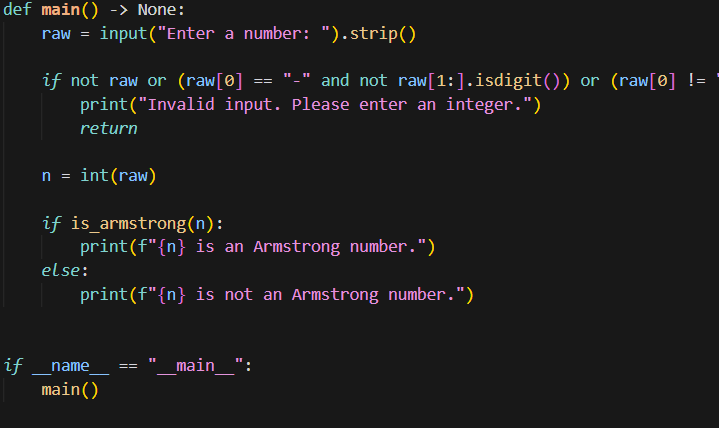 def main() -> None:
    raw = input("Enter a number: ").strip()

    if not raw or (raw[0] == "-" and not raw[1:].isdigit()) or (raw[0] != "
        print("Invalid input. Please enter an integer.")
        return

    n = int(raw)

    if is_armstrong(n):
        print(f"{n} is an Armstrong number.")
    else:
        print(f"{n} is not an Armstrong number.")


if __name__ == "__main__":
    main()